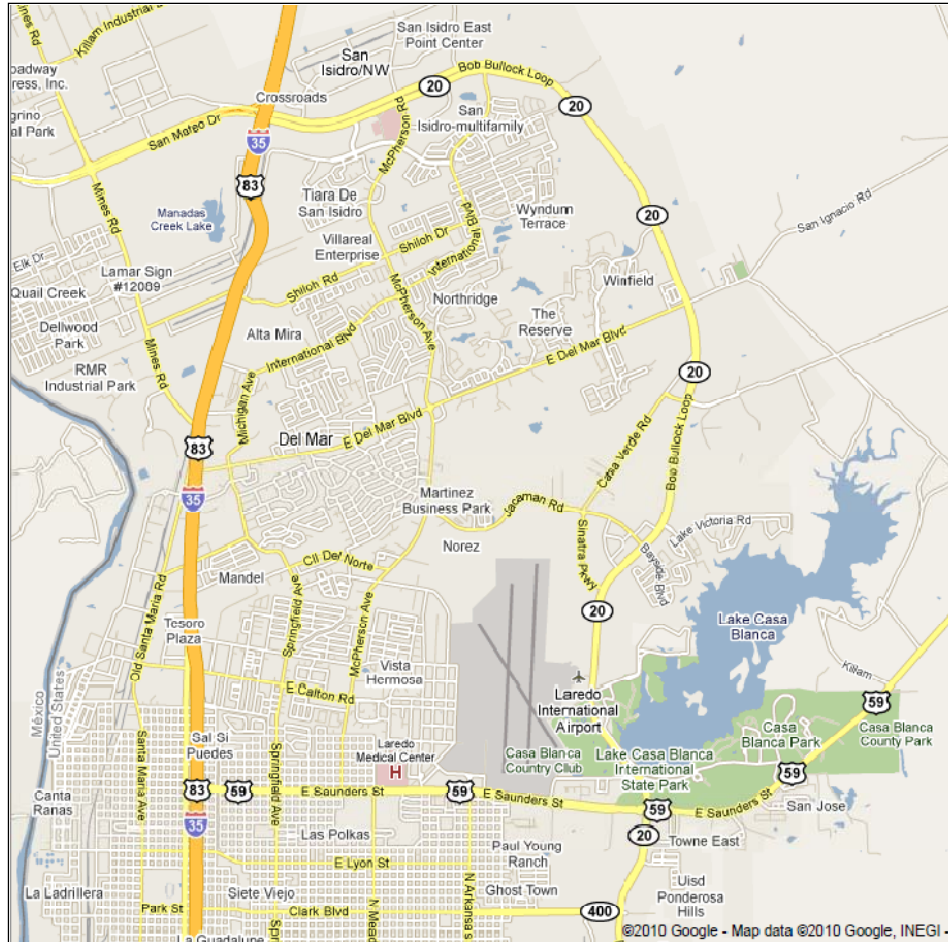 Killam Industrial B
Mines Rd
San Isidro East
Point Center
San
Isidro/NW
20
Bob Bullock Loop
Crossroads
20
San
Isidro-multifamily
San Mateo Dr
35
McPherson Rd
83
Mines Rd
Manadas
Creek Lake
Tiara De
San Isidro
Wyndunn
Terrace
20
San Ignacio Rd
Villareal
Enterprise
Shiloh Dr
International Blvd
Elk Dr
Quail Creek
Lamar Sign
#12089
Shiloh Rd
Winfield
Northridge
McPherson Ave
The
Reserve
Dellwood
Park
Alta Mira
International Blvd
E Del Mar Blvd
RMR
Industrial Park
Mines Rd
20
Michigan Ave
E Del Mar Blvd
Del Mar
83
Casa Verde Rd
Bob Bullock Loop
35
Martinez
Business Park
Jacaman Rd
Lake Victoria Rd
Sinatra Pkwy
Norez
Bayside Blvd
Cll Del Norte
Mandel
Springfield Ave
McPherson Ave
Old Santa Maria Rd
20
Tesoro
Plaza
Lake Casa
Blanca
Vista
Hermosa
Killam
México
United States
E Calton Rd
Laredo
International
Airport
59
Santa Maria Ave
Sal Si
Puedes
Springfield Ave
Laredo
Medical Center
H
Casa Blanca
Country Club
Lake Casa Blanca
International
State Park
Casa
Blanca Park
Casa Blanca
County Park
59
83
59
E Saunders St
59
E Saunders St
59
E Saunders St
San Jose
Canta
Ranas
35
Las Polkas
20
Towne East
Paul Young
Ranch
E Lyon St
La Ladrillera
Siete Viejo
Ghost Town
Uisd
Ponderosa
Hills
Park St
Clark Blvd
400
N Arkansas
La Guadalupe
©2010 Google - Map data ©2010 Google, INEGI